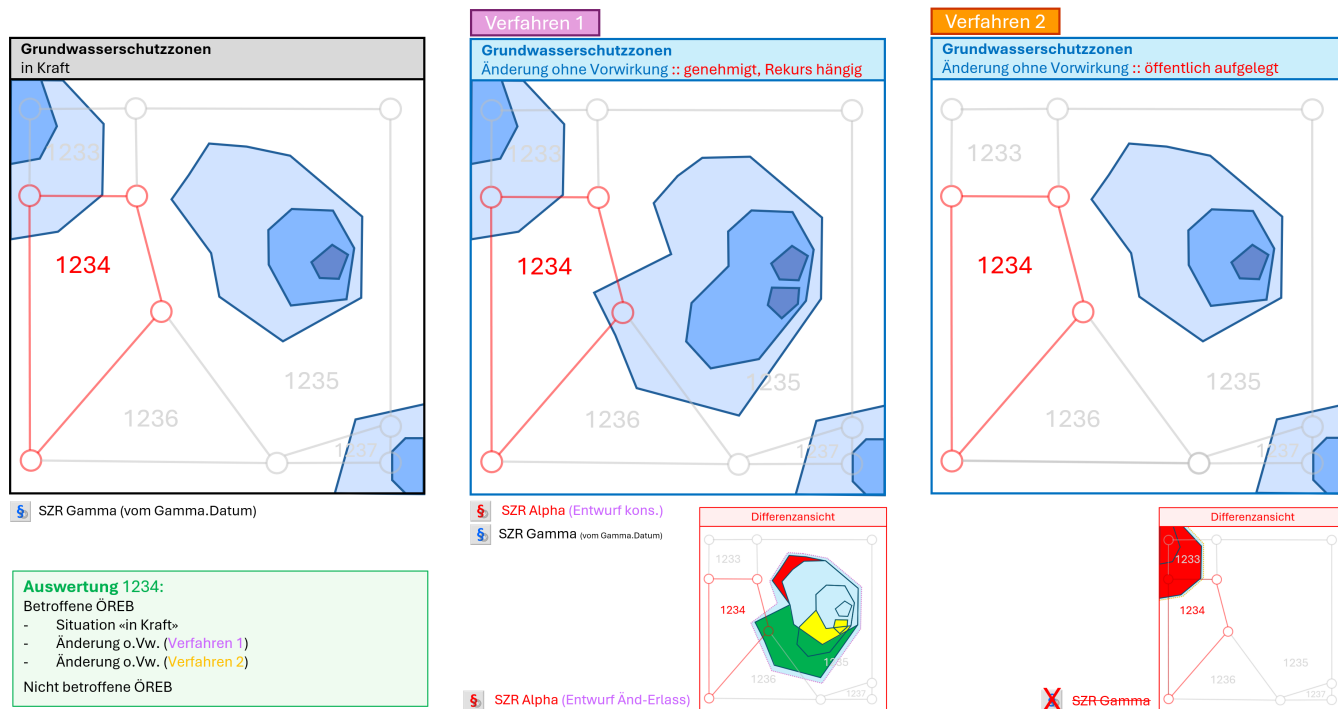 Verfahren 1
Verfahren 2
Grundwasserschutzzonen
in Kraft
Grundwasserschutzzonen
Änderung ohne Vorwirkung :: genehmigt, Rekurs hängig
Grundwasserschutzzonen
Änderung ohne Vorwirkung :: öffentlich aufgelegt
1233
1234
1235
1236
1237
1233
1234
1235
1236
1237
1233
1234
1235
1236
1237
§ SZR Gamma (vom Gamma.Datum)
§ SZR Alpha (Entwurf kons.)
§ SZR Gamma (vom Gamma.Datum)
Differenzansicht
1233
1234
1235
1236
1237
Differenzansicht
1233
1234
1235
1236
1237
Auswertung 1234:
Betroffene ÖREB
- Situation «in Kraft»
- Änderung o.Vw. (Verfahren 1)
- Änderung o.Vw. (Verfahren 2)
Nicht betroffene ÖREB
§ SZR Alpha (Entwurf Änd-Erlass)
SZR Gamma